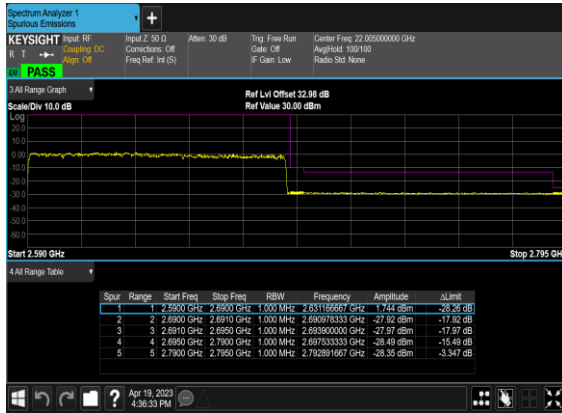 Spectrum Analyzer 1
Spurious Emissions
+
KEYSIGHT Input: RF Input Z: 50 Ω Atten: 30 dB Trig: Free Run Center Freq: 22.005000000 GHz
R T Coupling: DC Corrections: Off Gate: Off Avg|Hold: 100/100
Align: Off Freq Ref: Int (S) IF Gain: Low Radio Std: None
PASS
3 All Range Graph
Ref Lvl Offset 32.98 dB
Scale/Div 10.0 dB Ref Value 30.00 dBm
Log
20.0
10.0
0.00
-10.0
-20.0
-30.0
-40.0
-50.0
-60.0
Start 2.590 GHz Stop 2.795 GH
4 All Range Table
Spur Range Start Freq Stop Freq RBW Frequency Amplitude ΔLimit
1 1 2.5900 GHz 2.6900 GHz 1.000 MHz 2.631166667 GHz 1.744 dBm -28.26 dB
2 2 2.6900 GHz 2.6910 GHz 1.000 MHz 2.690978333 GHz -27.92 dBm -17.92 dB
3 3 2.6910 GHz 2.6950 GHz 1.000 MHz 2.693900000 GHz -27.97 dBm -17.97 dB
4 4 2.6950 GHz 2.7900 GHz 1.000 MHz 2.697533333 GHz -28.49 dBm -15.49 dB
5 5 2.7900 GHz 2.7950 GHz 1.000 MHz 2.792891667 GHz -28.35 dBm -3.347 dB
? Apr 19, 2023
4:36:33 PM